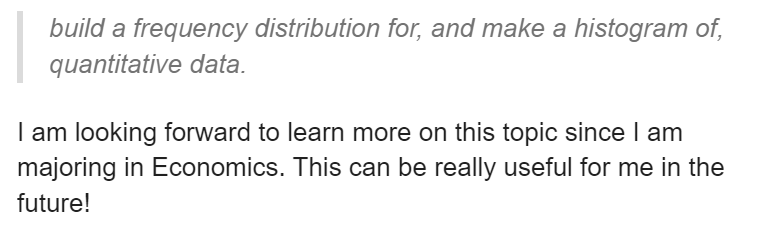 build a frequency distribution for, and make a histogram of,
quantitative data.
I am looking forward to learn more on this topic since I am
majoring in Economics. This can be really useful for me in the
future!